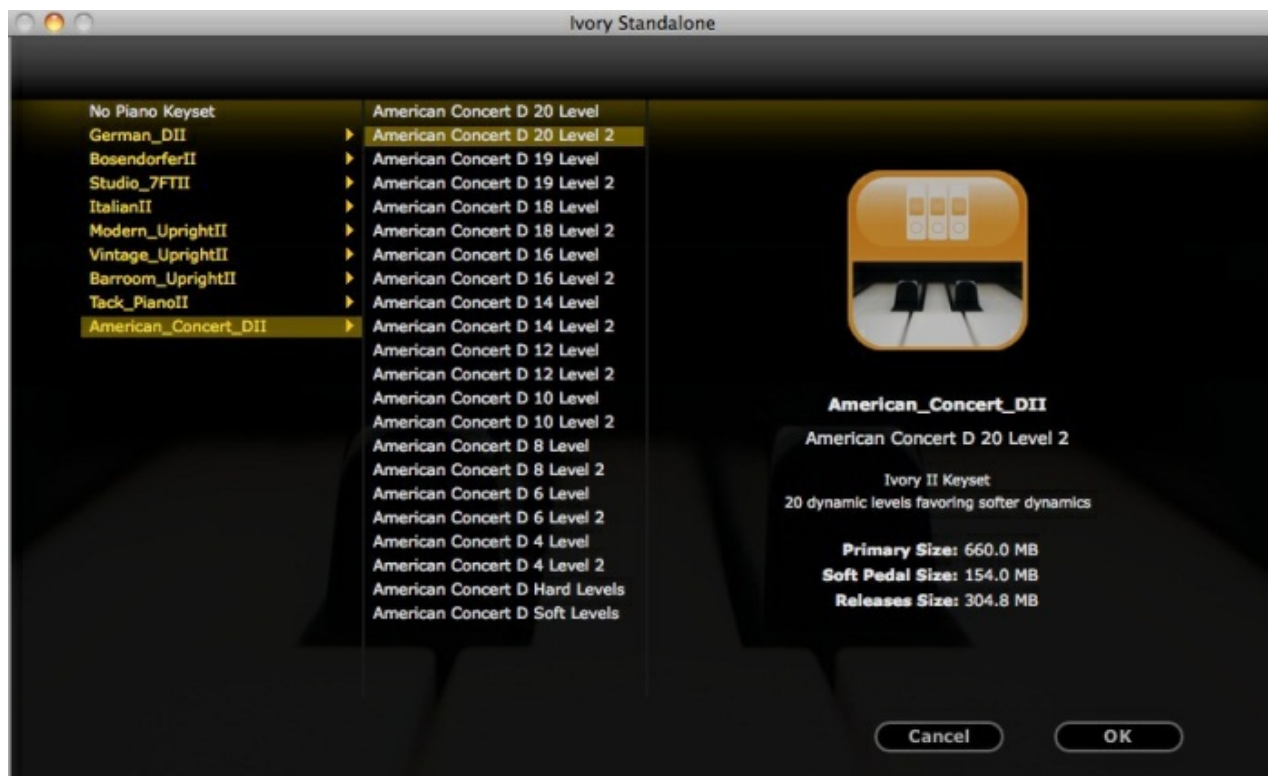 Ivory Standalone
No Piano Keyset
German_DII
BosendorferII
Studio_7FTII
ItalianII
Modern_UprightII
Vintage_UprightII
Barroom_UprightII
Tack_PianoII
American_Concert_DII
American Concert D 20 Level
American Concert D 20 Level 2
American Concert D 19 Level
American Concert D 19 Level 2
American Concert D 18 Level
American Concert D 18 Level 2
American Concert D 16 Level
American Concert D 16 Level 2
American Concert D 14 Level
American Concert D 14 Level 2
American Concert D 12 Level
American Concert D 12 Level 2
American Concert D 10 Level
American Concert D 10 Level 2
American Concert D 8 Level
American Concert D 8 Level 2
American Concert D 6 Level
American Concert D 6 Level 2
American Concert D 4 Level
American Concert D 4 Level 2
American Concert D Hard Levels
American Concert D Soft Levels
American_Concert_DII
American Concert D 20 Level 2
Ivory II Keyset
20 dynamic levels favoring softer dynamics
Primary Size: 660.0 MB
Soft Pedal Size: 154.0 MB
Releases Size: 304.8 MB
Cancel
OK